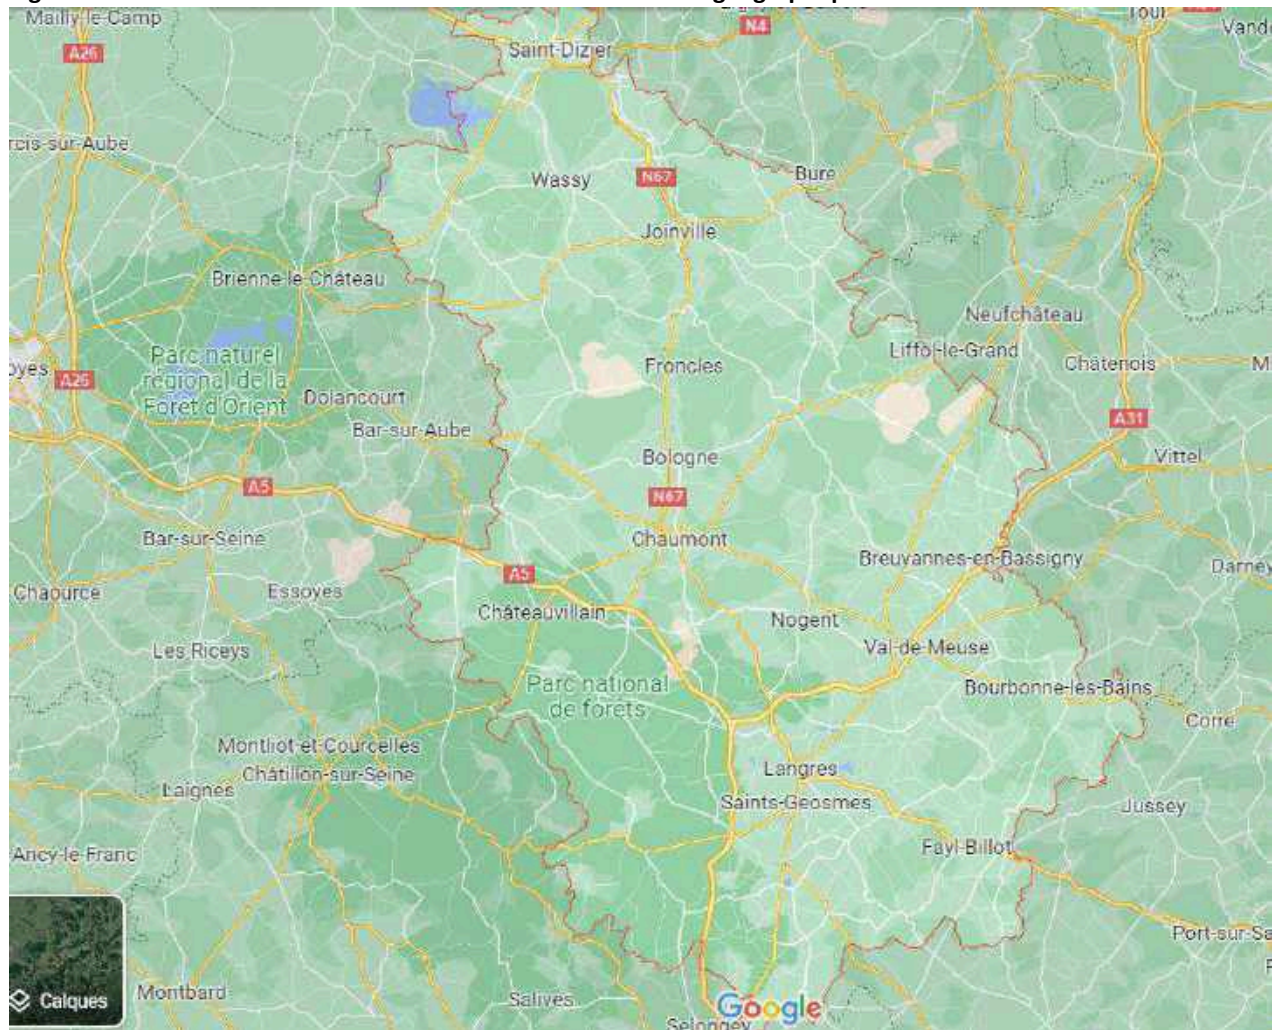 Mailly-le-Camp
Toul
N4
A26
Saint-Dizier
rcis-sur-Aube
Wassy
N67
Bure
Joinville
Brienne-le-Château
Neufchâteau
Parc naturel
régional de la
Forêt d'Orient
Froncles
Liffol-le-Grand
Châtenois
oyes
A26
Dolancourt
Bar-sur-Aube
A31
Bologne
Vittel
A5
N67
Bar-sur-Seine
Chaumont
Breuvannes-en-Bassigny
Darney
A5
Chaource
Essoyes
Châteauvillain
Nogent
Les Riceys
Val-de-Meuse
Parc national
de forêts
Bourbonne-les-Bains
Corre
Montliot-et-Courcelles
Châtillon-sur-Seine
Laignes
Langres
Saints-Geosmes
Jussey
Ancy-le-Franc
Fayl-Billot
Port-sur-Sa
Calques
Montbard
Salives
Google
Selongey